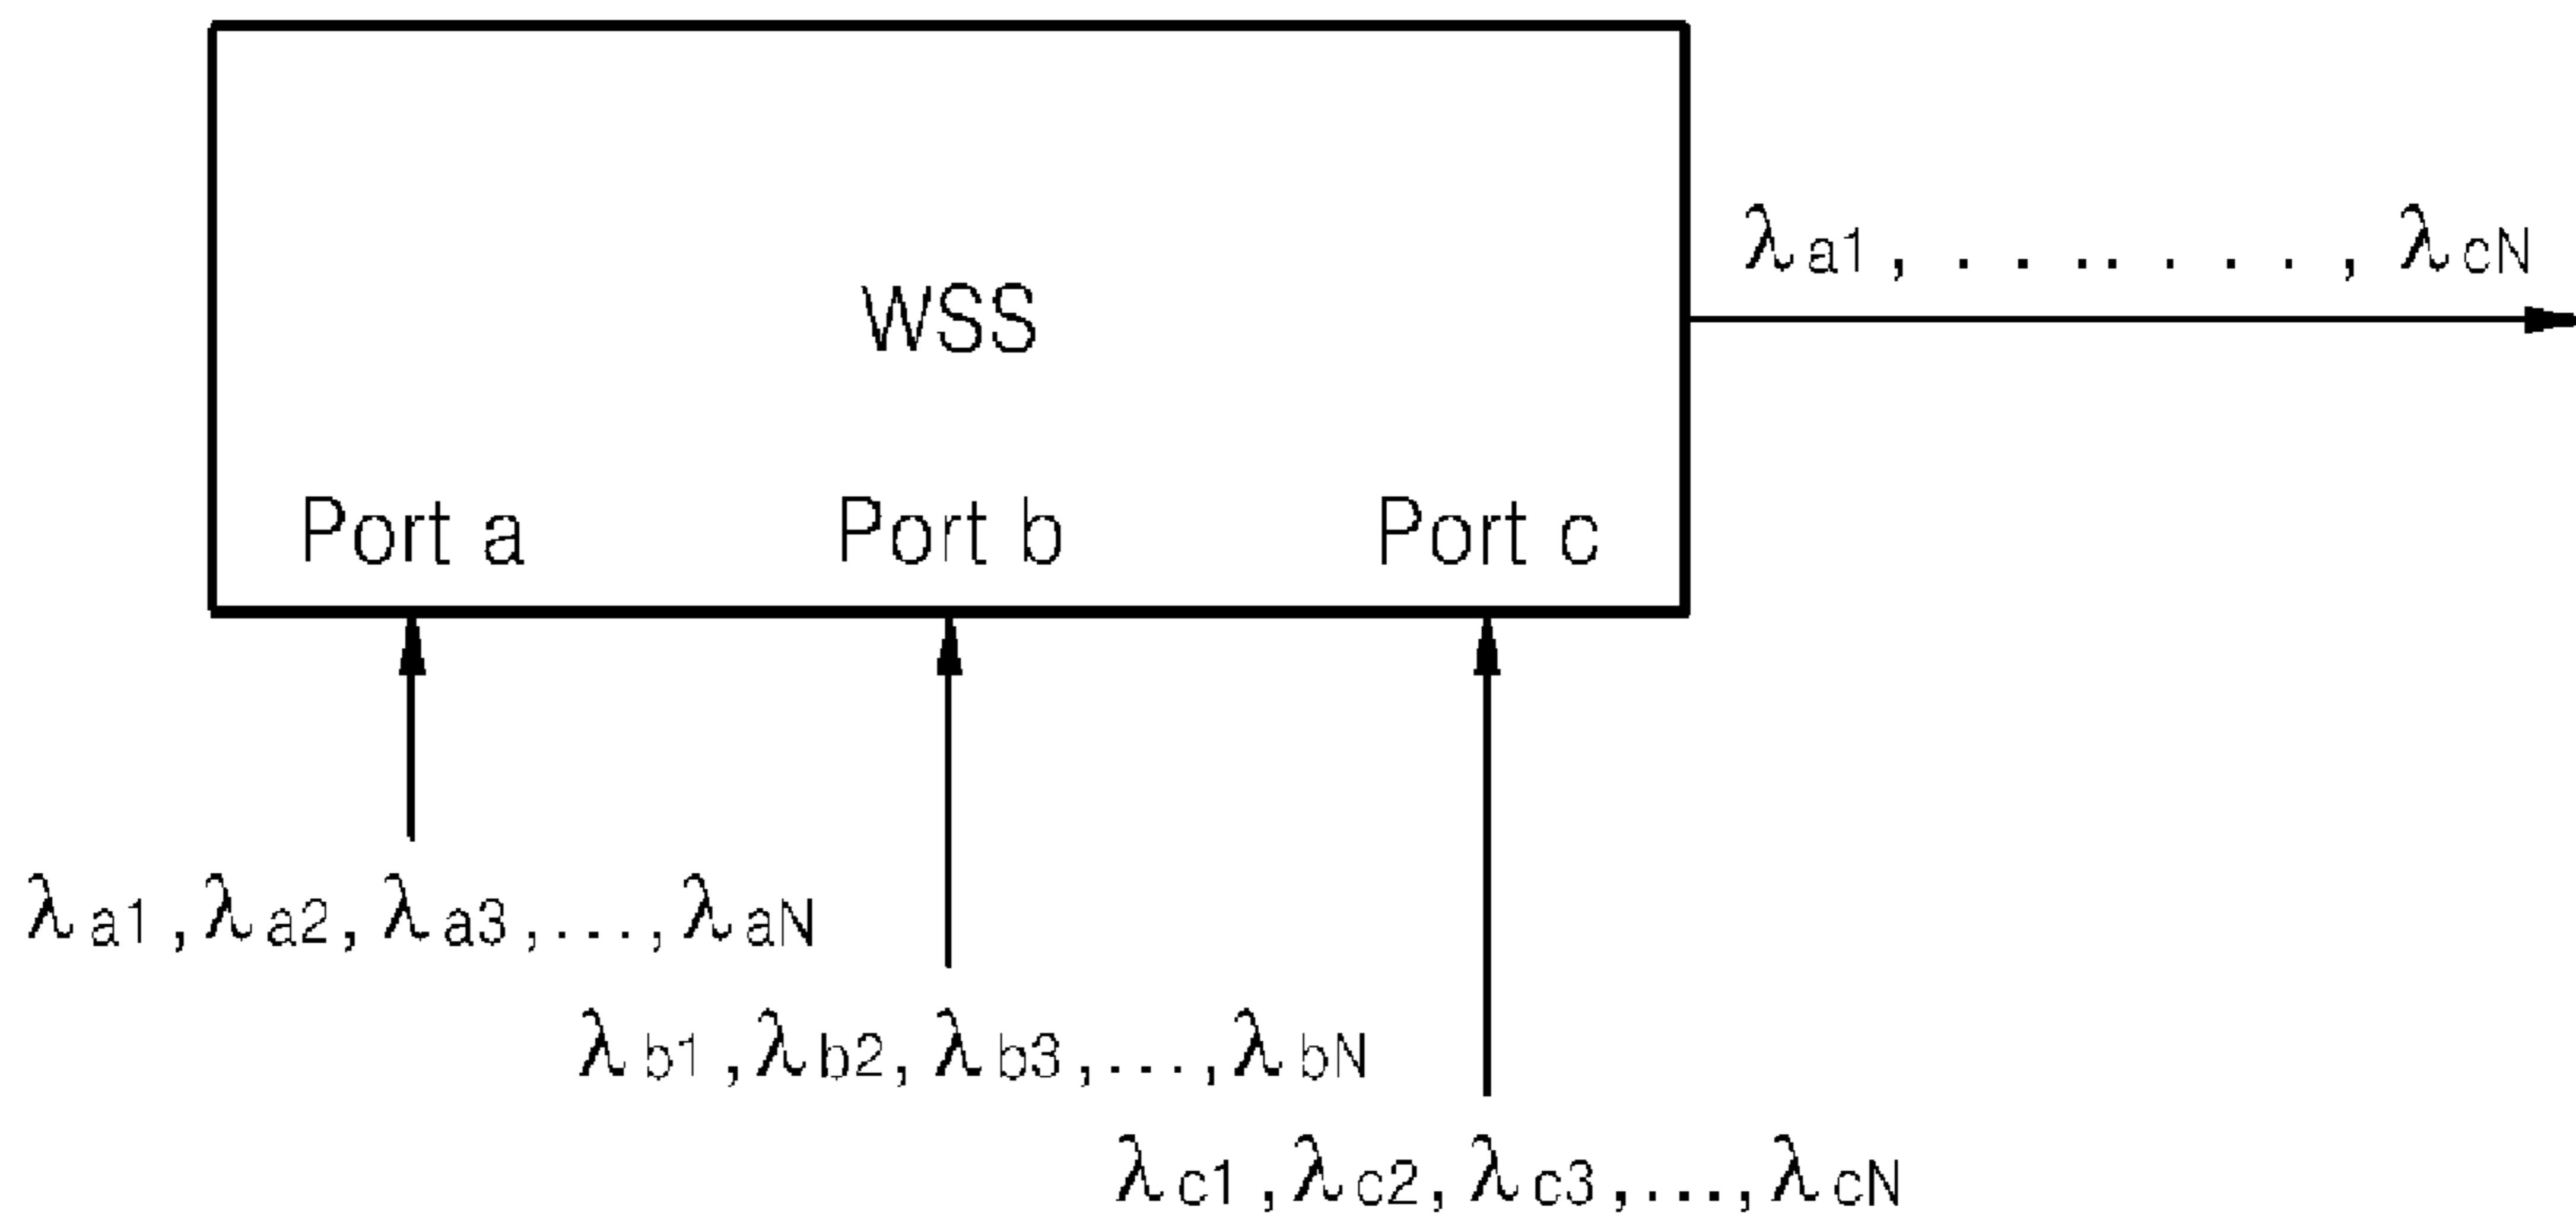 λa1, . . .. . . . , λcN
WSS
Port a Port b Port c
λa1, λa2, λa3,..., λaN
λb1, λb2, λb3,..., λbN
λc1, λc2, λc3,..., λcN